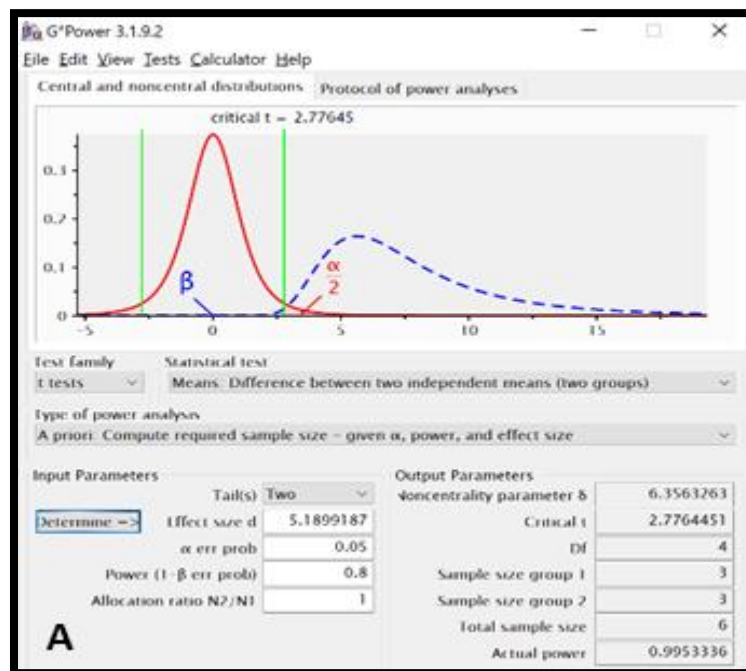 G*Power 3.1.9.2
File Edit View Tests Calculator Help
Central and noncentral distributions Protocol of power analyses
critical t = 2.77645
0.3
0.2
0.1
0
β
α
2
-5 0 5 10 15
Test family Statistical test
t tests Means: Difference between two independent means (two groups)
Type of power analysis
A priori: Compute required sample size - given α, power, and effect size
Input Parameters Output Parameters
Tail(s) Two Noncentrality parameter δ 6.3563263
Determine => Effect size d 5.1899187 Critical t 2.7764451
α err prob 0.05 Df 4
Power (1-β err prob) 0.8 Sample size group 1 3
Allocation ratio N2/N1 1 Sample size group 2 3
Total sample size 6
A Actual power 0.9953336